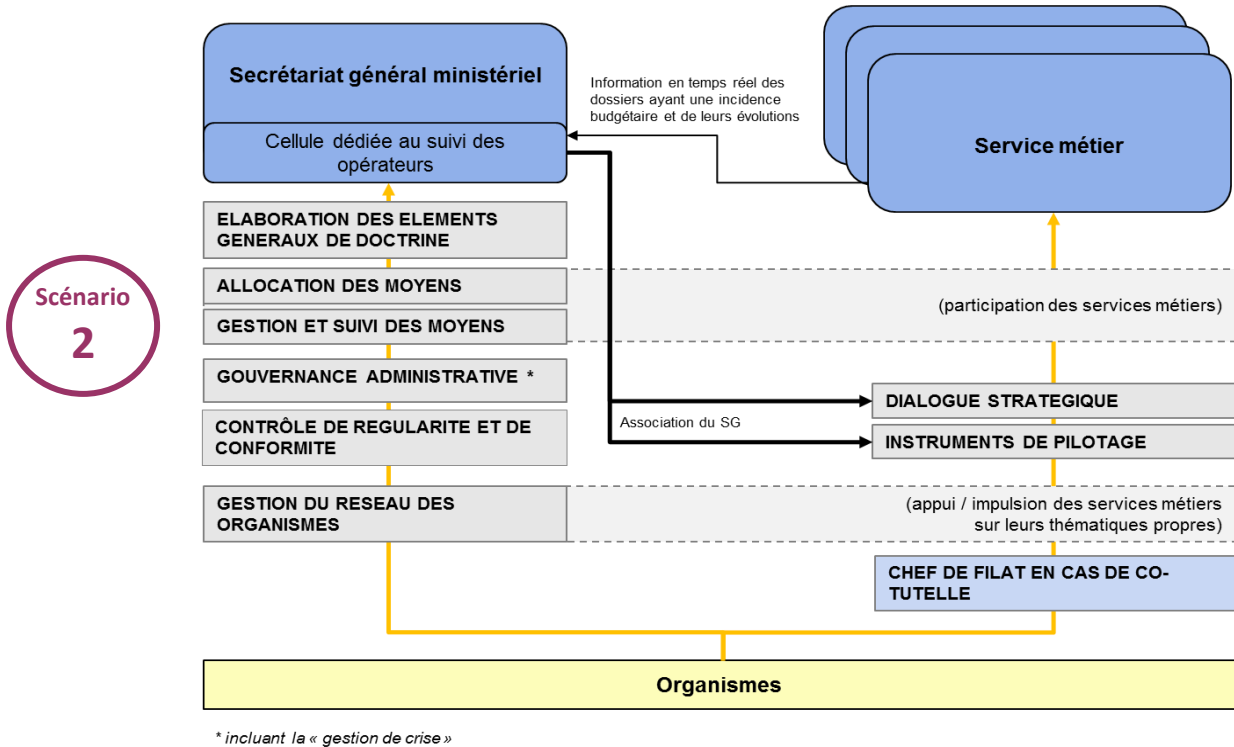 Secrétariat général ministériel
Cellule dédiée au suivi des
opérateurs
Information en temps réel des
dossiers ayant une incidence
budgétaire et de leurs évolutions
Service métier
Scénario
2
ELABORATION DES ELEMENTS
GENERAUX DE DOCTRINE
ALLOCATION DES MOYENS
GESTION ET SUIVI DES MOYENS
(participation des services métiers)
GOUVERNANCE ADMINISTRATIVE *
CONTRÔLE DE REGULARITE ET DE
CONFORMITE
Association du SG
DIALOGUE STRATEGIQUE
INSTRUMENTS DE PILOTAGE
GESTION DU RESEAU DES
ORGANISMES
(appui / impulsion des services métiers
sur leurs thématiques propres)
CHEF DE FILAT EN CAS DE CO-
TUTELLE
Organismes
* incluant la « gestion de crise »